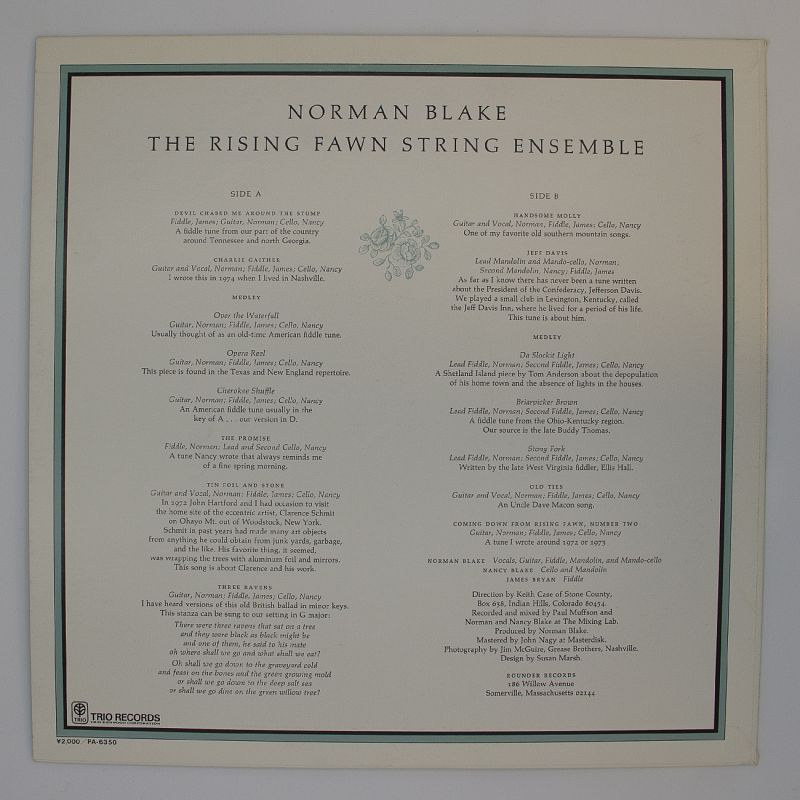 NORMAN BLAKE
THE RISING FAWN STRING ENSEMBLE
SIDE A
DEVIL CHASED ME AROUND THE STUMP
Fiddle, James; Guitar, Norman; Cello, Nancy
A fiddle tune from our part of the country
around Tennessee and north Georgia.
CHARLIE GAITHER
Guitar and Vocal, Norman; Fiddle, James; Cello, Nancy
I wrote this in 1974 when I lived in Nashville.
MEDLEY
Over the Waterfall
Guitar, Norman; Fiddle, James; Cello, Nancy
Usually thought of as an old-time American fiddle tune.
Opera Reel
Guitar, Norman; Fiddle, James; Cello, Nancy
This piece is found in the Texas and New England repertoire.
Cherokee Shuffle
Guitar, Norman; Fiddle, James; Cello, Nancy
An American fiddle tune usually in the
key of A . . . our version in D.
THE PROMISE
Fiddle, Norman; Lead and Second Cello, Nancy
A tune Nancy wrote that always reminds me
of a fine spring morning.
TIN FOIL AND STONE
Guitar and Vocal, Norman; Fiddle, James; Cello, Nancy
In 1972 John Hartford and I had occasion to visit
the home site of the eccentric artist, Clarence Schmit
on Ohayo Mt. out of Woodstock, New York.
Schmit in past years had made many art objects
from anything he could obtain from junk yards, garbage,
and the like. His favorite thing, it seemed,
was wrapping the trees with aluminum foil and mirrors.
This song is about Clarence and his work.
THREE RAVENS
Guitar, Norman; Fiddle, James; Cello, Nancy
I have heard versions of this old British ballad in minor keys.
This stanza can be sung to our setting in G major:
There were three ravens that sat on a tree
and they were black as black might be
and one of them, he said to his mate
oh where shall we go and what shall we eat?
Oh shall we go down to the graveyard cold
and feast on the bones and the green growing mold
or shall we go down to the deep salt sea
or shall we go dine on the green willow tree?
TRIO
TRIO RECORDS
¥2,000 PA-6350
SIDE B
HANDSOME MOLLY
Guitar and Vocal, Norman, Fiddle, James; Cello, Nancy
One of my favorite old southern mountain songs.
JEFF DAVIS
Lead Mandolin and Mando-cello, Norman;
Second Mandolin, Nancy; Fiddle, James
As far as I know there has never been a tune written
about the President of the Confederacy, Jefferson Davis.
We played a small club in Lexington, Kentucky, called
the Jeff Davis Inn, where he lived for a period of his life.
This tune is about him.
MEDLEY
Da Slockit Light
Lead Fiddle, Norman; Second Fiddle, James; Cello, Nancy
A Shetland Island piece by Tom Anderson about the depopulation
of his home town and the absence of lights in the houses.
Briarpicker Brown
Lead Fiddle, Norman; Second Fiddle, James; Cello, Nancy
A fiddle tune from the Ohio-Kentucky region.
Our source is the late Buddy Thomas.
Stony Fork
Lead Fiddle, Norman; Second Fiddle, James; Cello, Nancy
Written by the late West Virginia fiddler, Ellis Hall.
OLD TIES
Guitar and Vocal, Norman; Fiddle, James; Cello, Nancy
An Uncle Dave Macon song.
COMING DOWN FROM RISING FAWN, NUMBER TWO
Guitar, Norman; Fiddle, James; Cello, Nancy
A tune I wrote around 1972 or 1973
NORMAN BLAKE Vocals, Guitar, Fiddle, Mandolin, and Mando-cello
NANCY BLAKE Cello and Mandolin
JAMES BRYAN Fiddle
Direction by Keith Case of Stone County,
Box 638, Indian Hills, Colorado 80454.
Recorded and mixed by Paul Muffson and
Norman and Nancy Blake at The Mixing Lab.
Produced by Norman Blake.
Mastered by John Nagy at Masterdisk.
Photography by Jim McGuire, Grease Brothers, Nashville.
Design by Susan Marsh.
ROUNDER RECORDS
186 Willow Avenue
Somerville, Massachusetts 02144